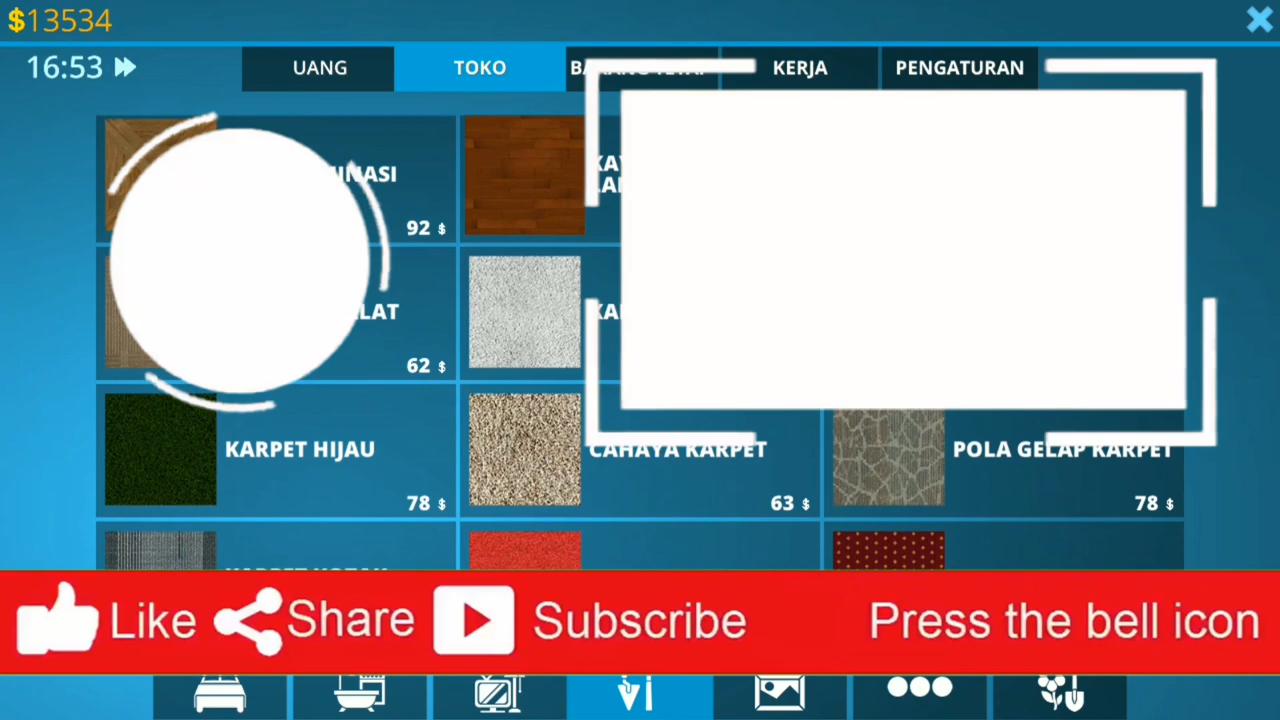 $13534
16:53
UANG
TOKO
KERJA
PENGATURAN
92 $
62 $
KARPET HIJAU
78 $
CAHAYA KARPET
63 $
POLA GELAP KARPET
78 $
Like
Share
Subscribe
Press the bell icon